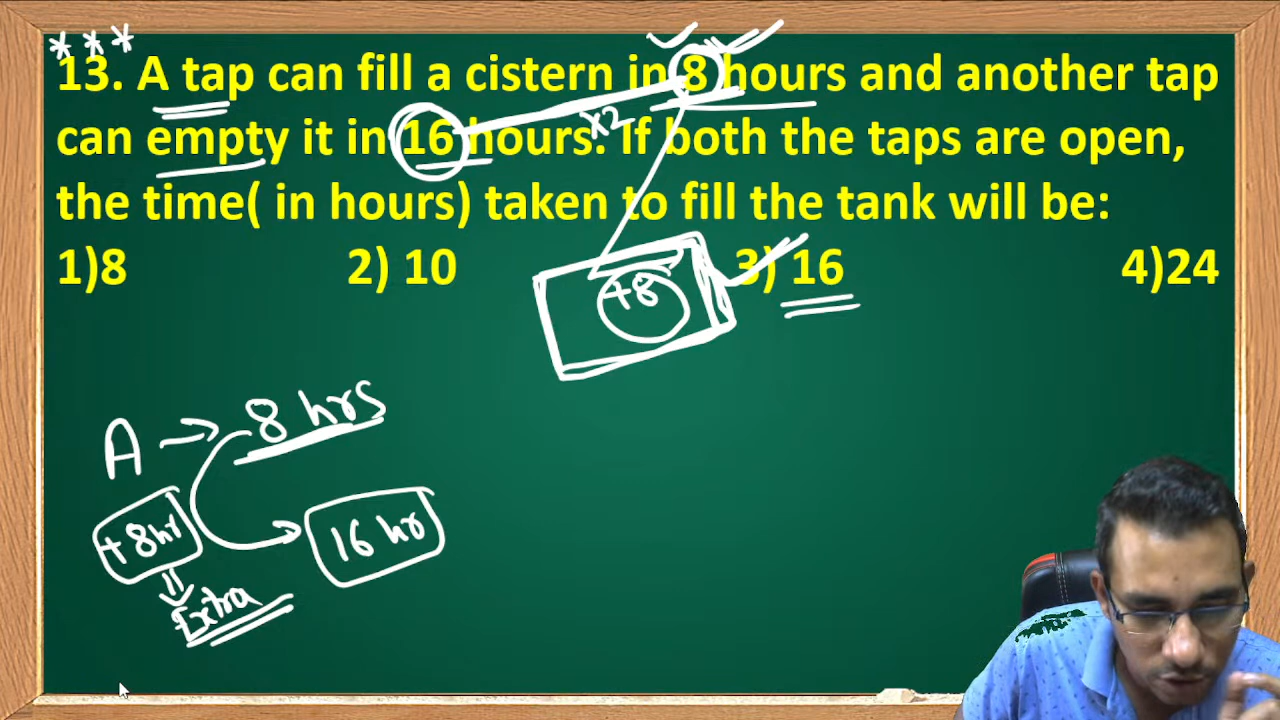 ***
13. A tap can fill a cistern in 8 hours and another tap
can empty it in 16 hours. If both the taps are open,
the time( in hours) taken to fill the tank will be:
1)8 2) 10 3) 16 4)24
×2
+8
A → 8 hrs
+8hr 16 hr
Extra